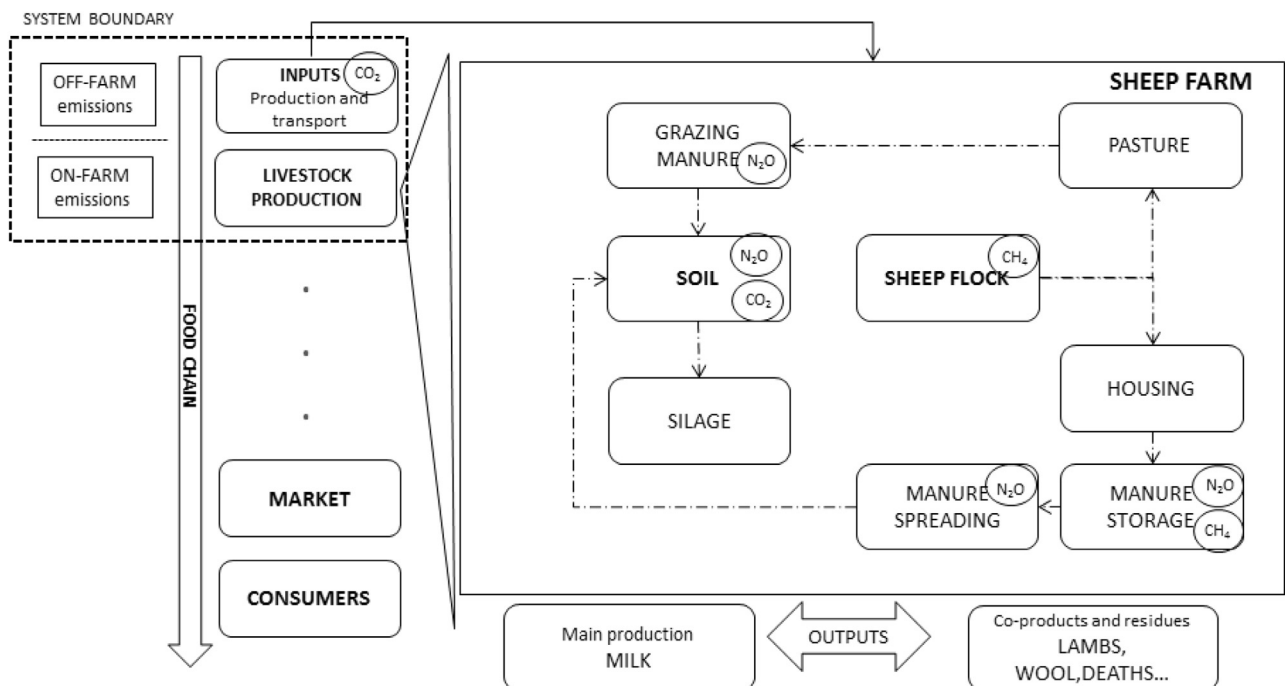 SYSTEM BOUNDARY
OFF-FARM
emissions
ON-FARM
emissions
FOOD CHAIN
INPUTS
CO₂
Production and
transport
LIVESTOCK
PRODUCTION
MARKET
CONSUMERS
SHEEP FARM
GRAZING
MANURE
N₂O
PASTURE
SOIL
N₂O
CO₂
SHEEP FLOCK
CH₄
SILAGE
HOUSING
MANURE
SPREADING
N₂O
MANURE
STORAGE
N₂O
CH₄
Main production
MILK
OUTPUTS
Co-products and residues
LAMBS,
WOOL,DEATHS...